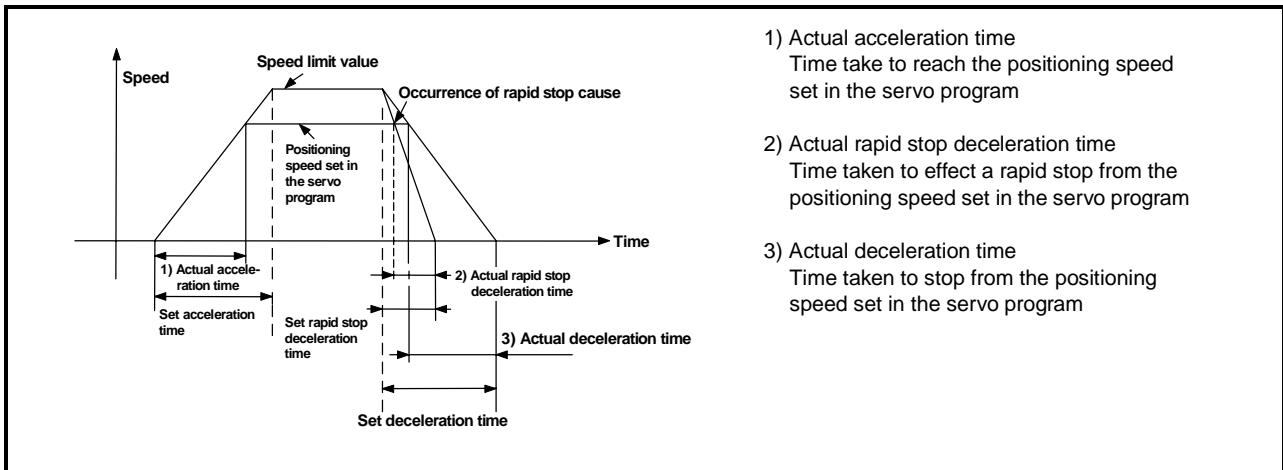 Speed
Speed limit value
Occurrence of rapid stop cause
Positioning
speed set in
the servo
program
Time
1) Actual accele-
ration time
Set acceleration
time
2) Actual rapid stop
deceleration time
Set rapid stop
deceleration
time
3) Actual deceleration time
Set deceleration time
1) Actual acceleration time
Time take to reach the positioning speed
set in the servo program
2) Actual rapid stop deceleration time
Time taken to effect a rapid stop from the
positioning speed set in the servo program
3) Actual deceleration time
Time taken to stop from the positioning
speed set in the servo program